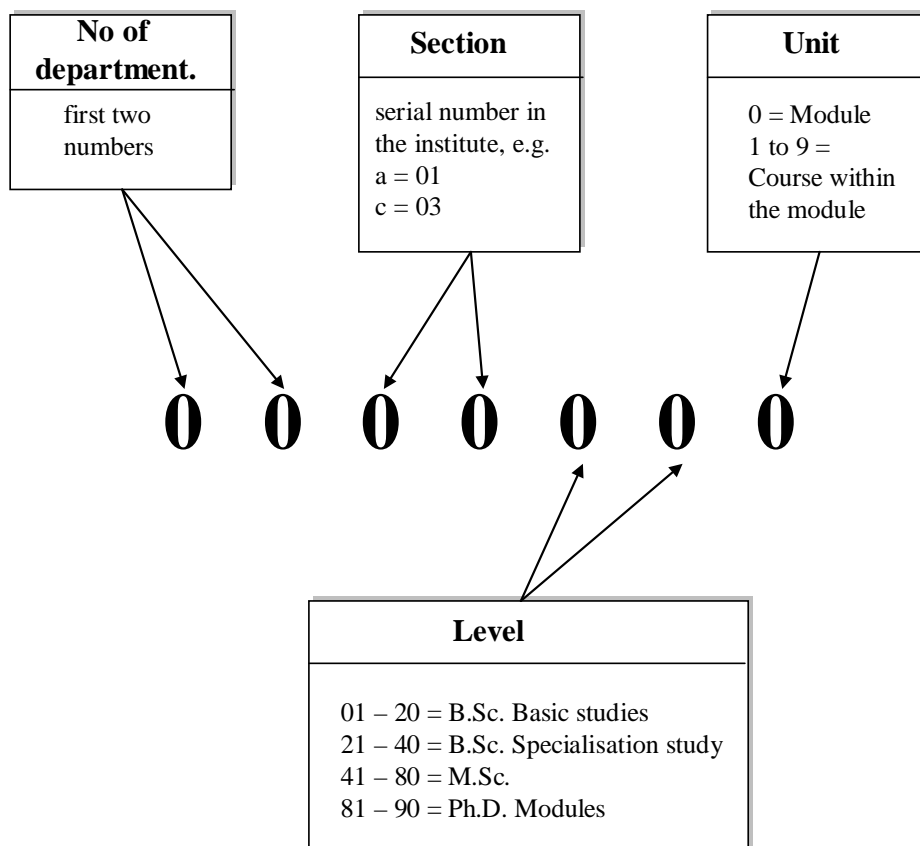 No of
department.
first two
numbers
Section
serial number in
the institute, e.g.
a = 01
c = 03
Unit
0 = Module
1 to 9 =
Course within
the module
0 0 0 0 0 0 0
Level
01 – 20 = B.Sc. Basic studies
21 – 40 = B.Sc. Specialisation study
41 – 80 = M.Sc.
81 – 90 = Ph.D. Modules